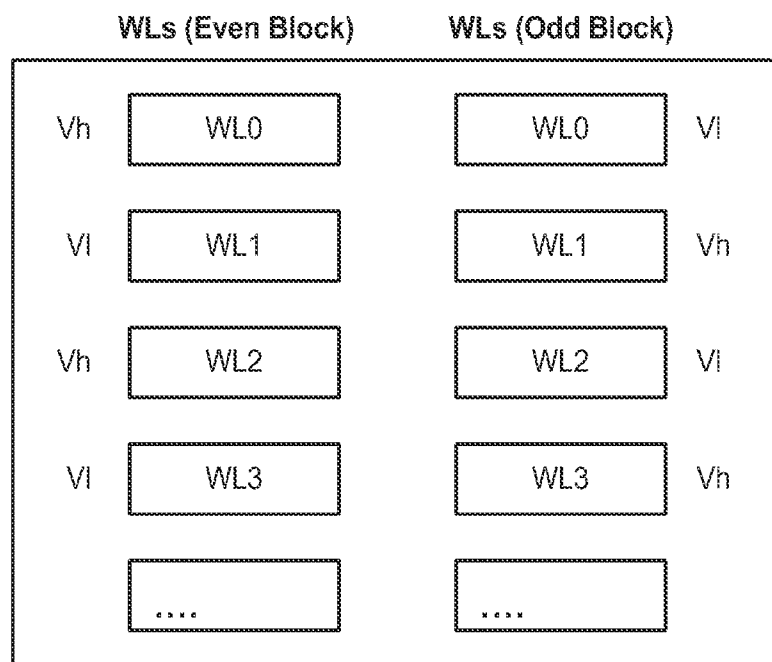 WLs (Even Block) WLs (Odd Block)
Vh WL0 WL0 Vl
Vl WL1 WL1 Vh
Vh WL2 WL2 Vl
Vl WL3 WL3 Vh
.... ....